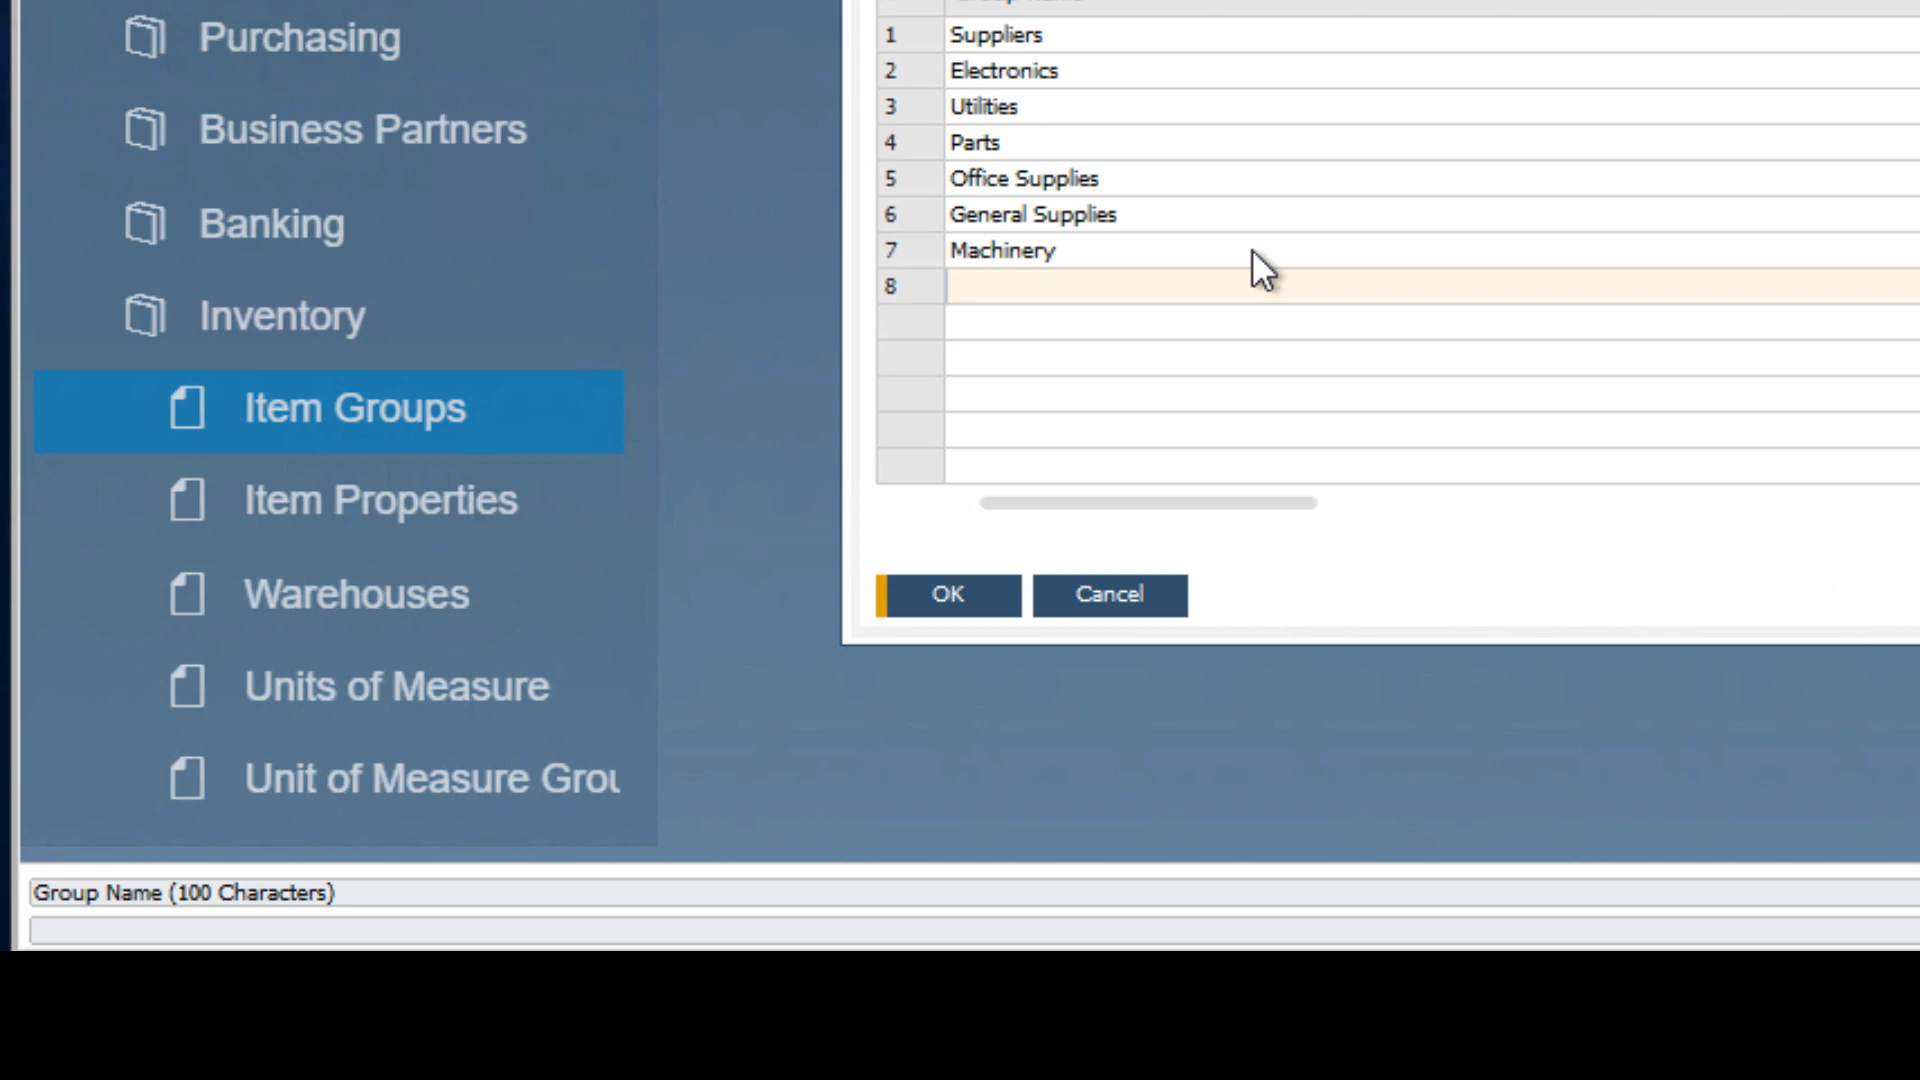 Purchasing
Business Partners
Banking
Inventory
Item Groups
Item Properties
Warehouses
Units of Measure
Unit of Measure Grou
Group Name
1 Suppliers
2 Electronics
3 Utilities
4 Parts
5 Office Supplies
6 General Supplies
7 Machinery
8
OK Cancel
Group Name (100 Characters)